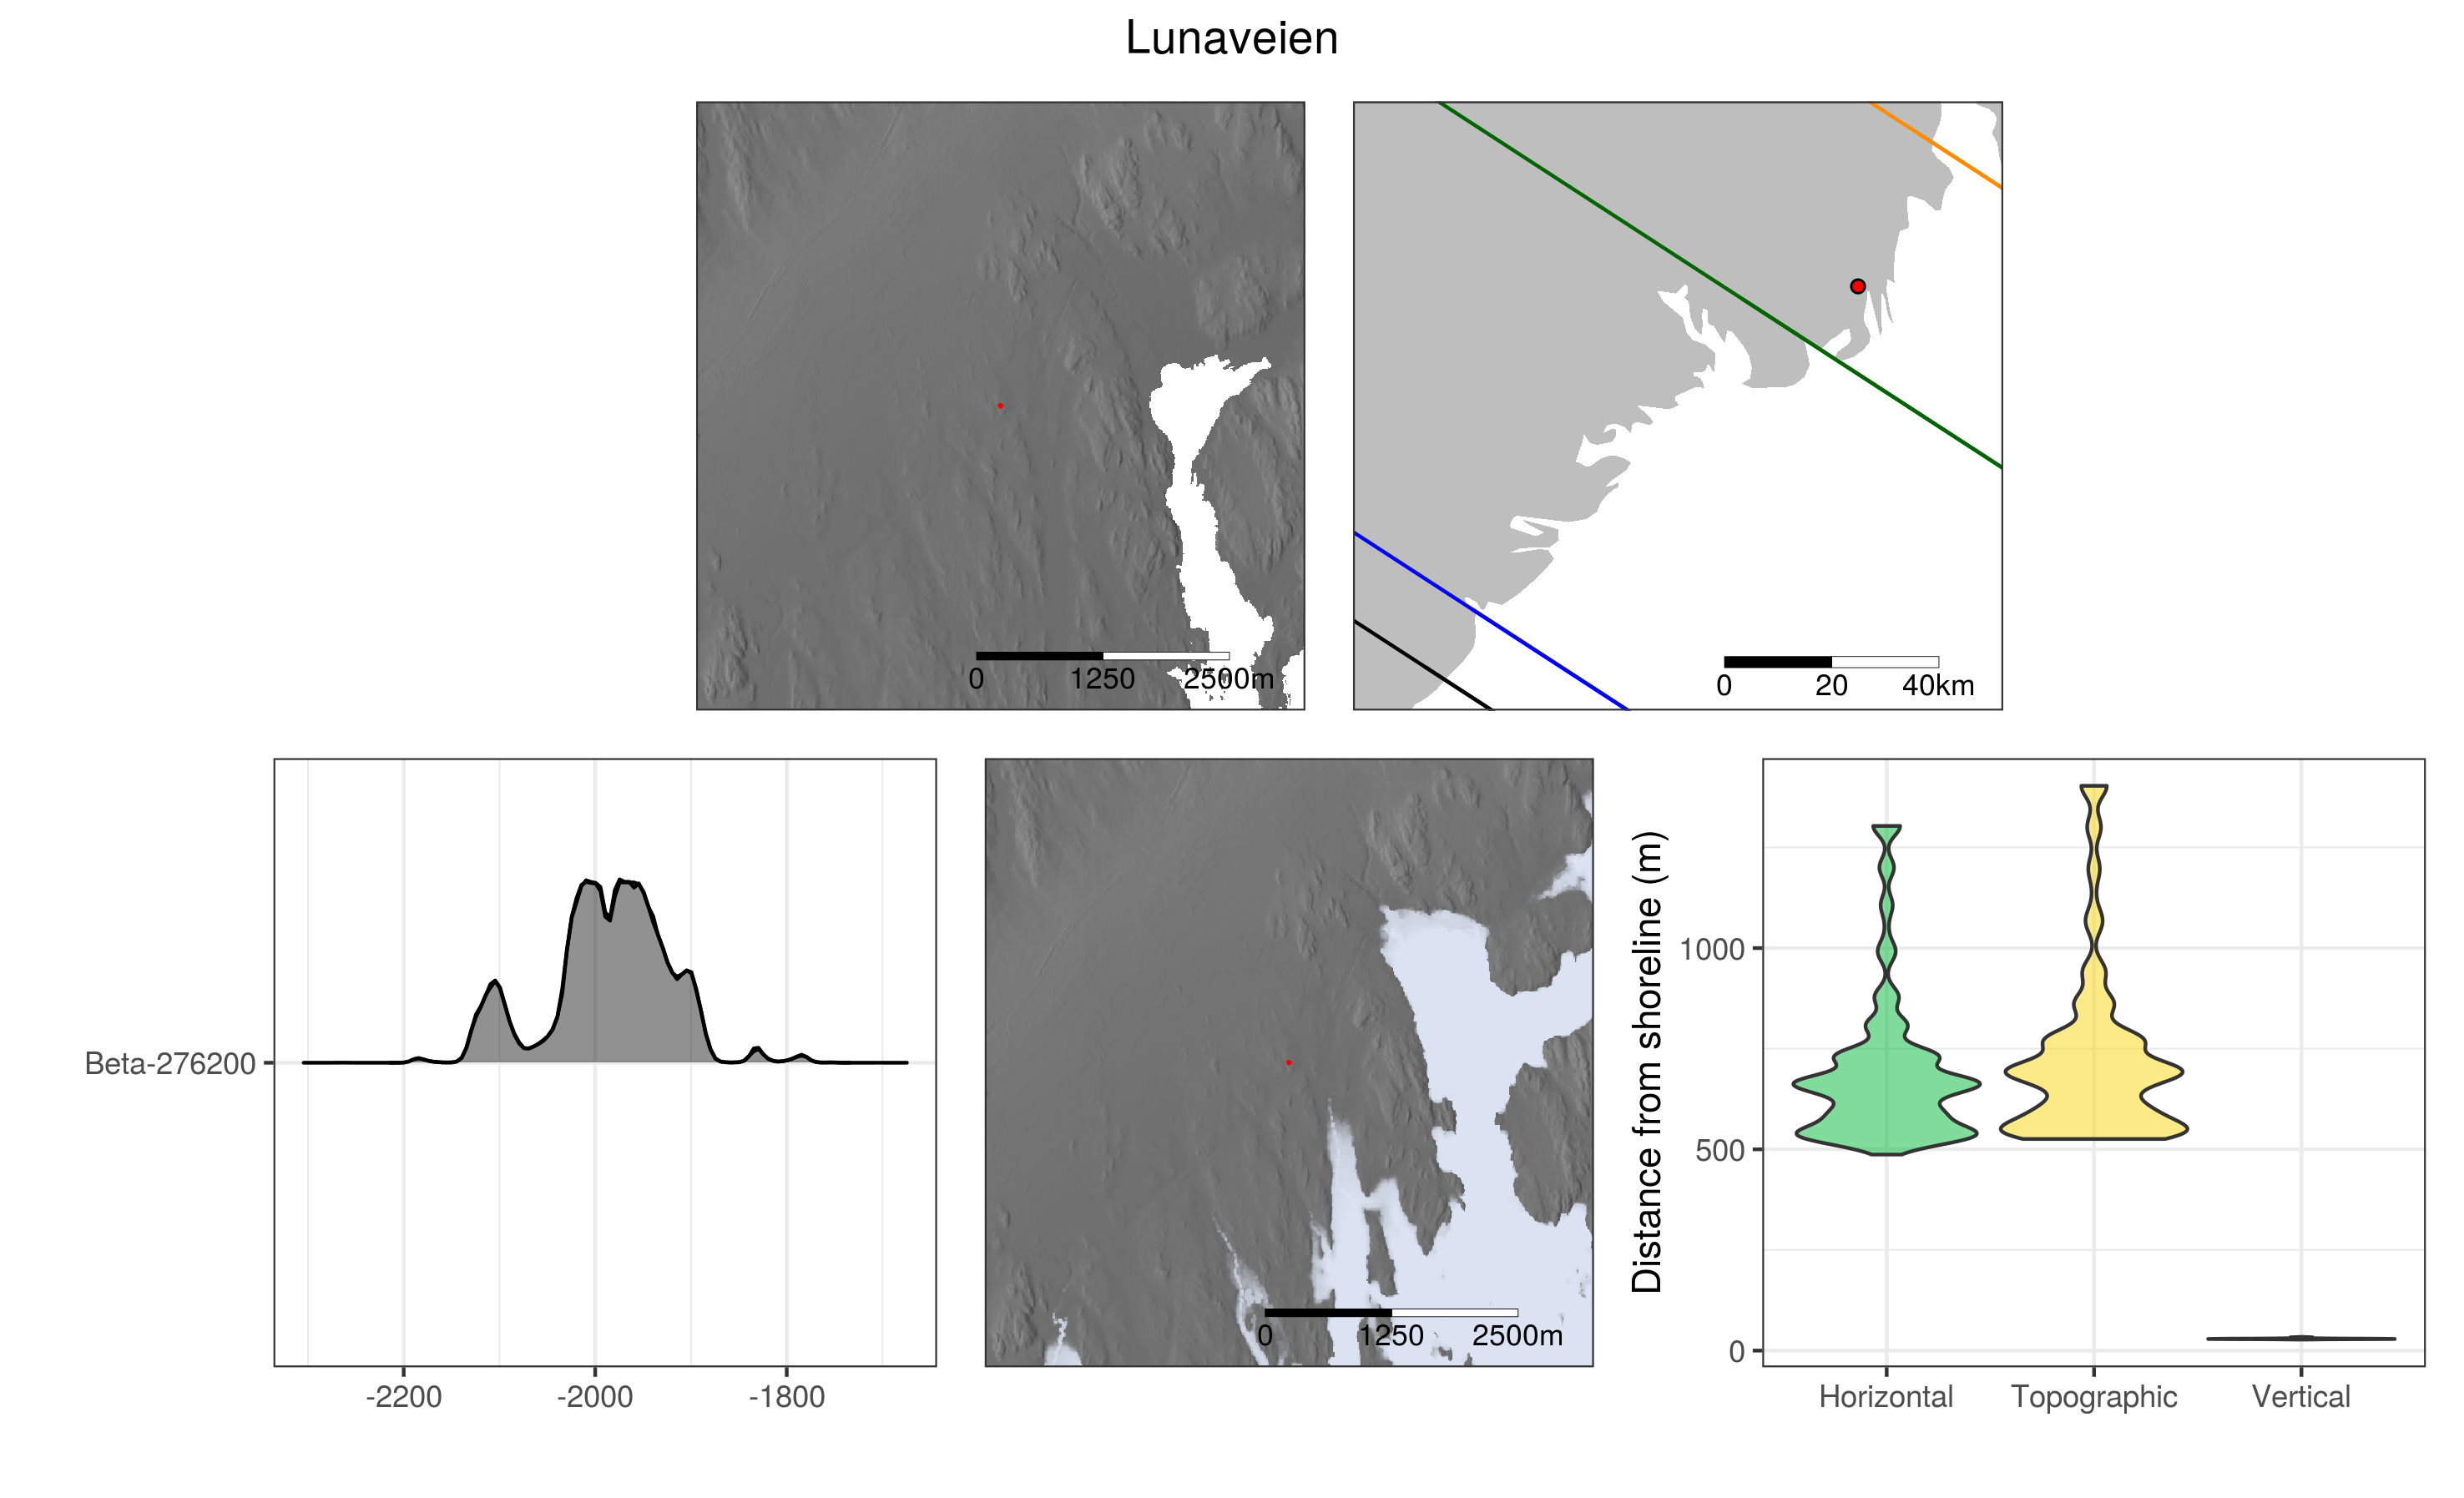 Lunaveien
0 1250 2500m
0 20 40km
Beta-276200
-2200 -2000 -1800
0 1250 2500m
Distance from shoreline (m)
1000
500
0
Horizontal Topographic Vertical